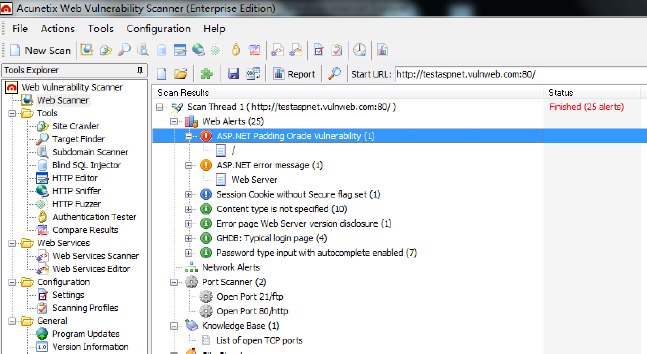 Acunetix Web Vulnerability Scanner (Enterprise Edition)
File Actions Tools Configuration Help
New Scan
Tools Explorer
Report Start URL: http://testaspnet.vulnweb.com:80/
Web Vulnerability Scanner
Web Scanner
Tools
Site Crawler
Target Finder
Subdomain Scanner
Blind SQL Injector
HTTP Editor
HTTP Sniffer
HTTP Fuzzer
Authentication Tester
Compare Results
Web Services
Web Services Scanner
Web Services Editor
Configuration
Settings
Scanning Profiles
General
Program Updates
Version Information
Scan Results Status
Scan Thread 1 ( http://testaspnet.vulnweb.com:80/ ) Finished (25 alerts)
Web Alerts (25)
ASP.NET Padding Oracle Vulnerability (1)
/
ASP.NET error message (1)
Web Server
Session Cookie without Secure flag set (1)
Content type is not specified (10)
Error page Web Server version disclosure (1)
GHDB: Typical login page (4)
Password type input with autocomplete enabled (7)
Network Alerts
Port Scanner (2)
Open Port 21/ftp
Open Port 80/http
Knowledge Base (1)
List of open TCP ports